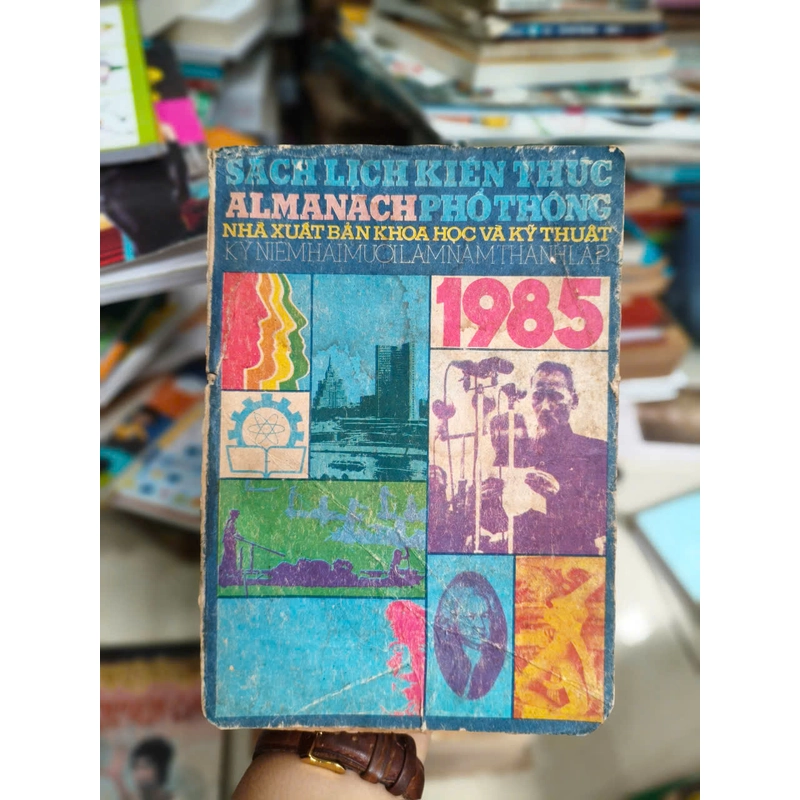 SÁCH LỊCH KIẾN THỨC
ALMANACH PHỔ THÔNG
NHÀ XUẤT BẢN KHOA HỌC VÀ KỸ THUẬT
KỶ NIỆM HAI MƯƠI LĂM NĂM THÀNH LẬP
1985